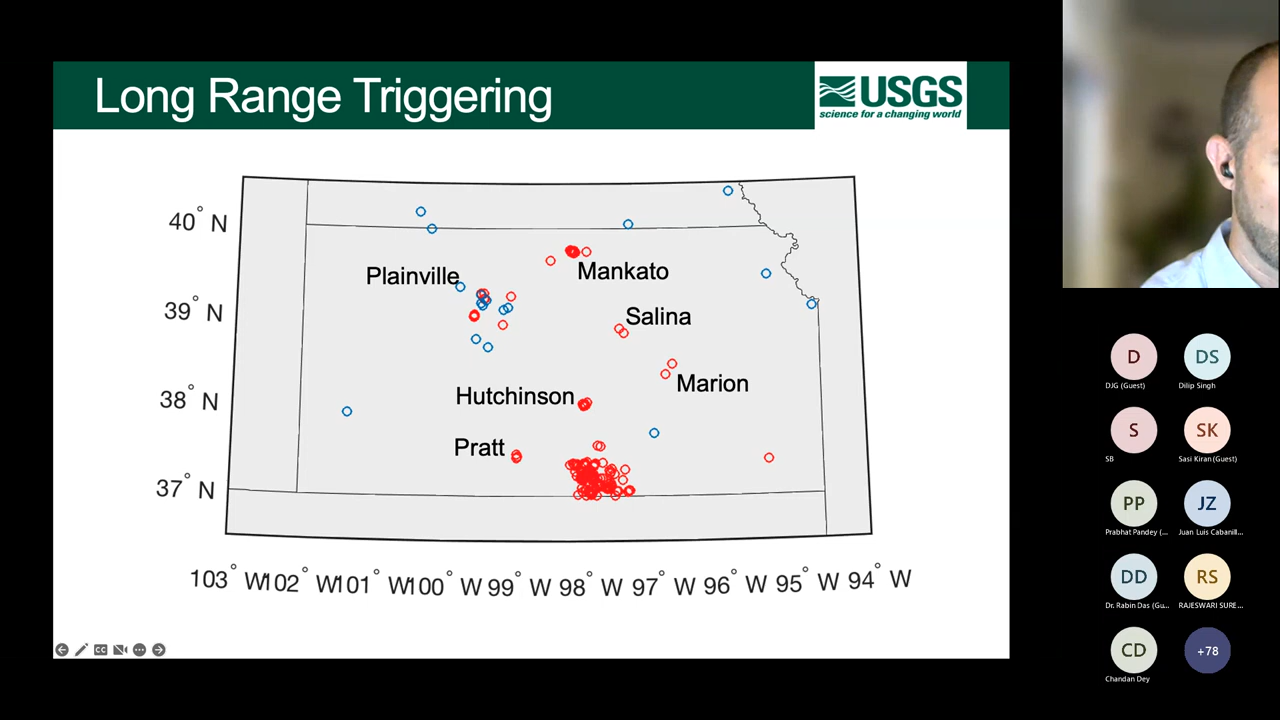 Long Range Triggering
USGS
science for a changing world
40° N
39° N
38° N
37° N
Plainville
Mankato
Salina
Marion
Hutchinson
Pratt
103° W 102° W 101° W 100° W 99° W 98° W 97° W 96° W 95° W 94° W
CC
D
DJG (Guest)
DS
Dilip Singh
S
SB
SK
Sasi Kiran (Guest)
PP
Prabhat Pandey (...
JZ
Juan Luis Cabanill...
DD
Dr. Rabin Das (Gu...
RS
RAJESWARI SURE...
CD
Chandan Dey
+78